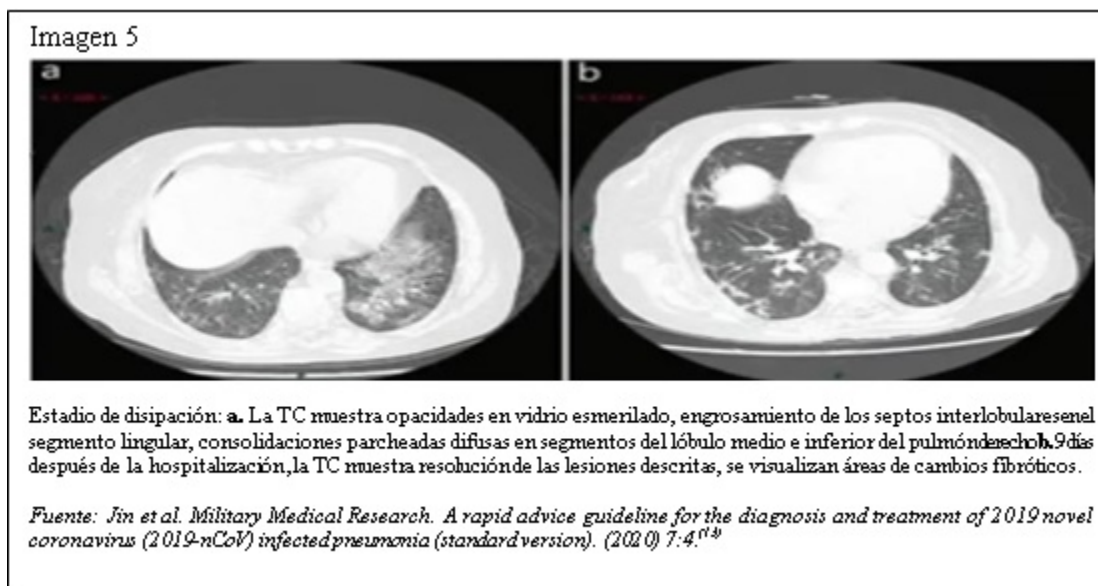 Imagen 5
a
b
Estadio de disipación: a. La TC muestra opacidades en vidrio esmerilado, engrosamiento de los septos interlobularesenel
segmento lingular, consolidaciones parcheadas difusas en segmentos del lóbulo medio e inferior del pulmónderechob.9días
después de la hospitalización,la TC muestra resolución de las lesiones descritas, se visualizan áreas de cambios fibróticos.
Fuente: Jin et al. Military Medical Research. A rapid advice guideline for the diagnosis and treatment of 2019 novel
coronavirus (2019-nCoV) infected pneumonia (standard version). (2020) 7:4.